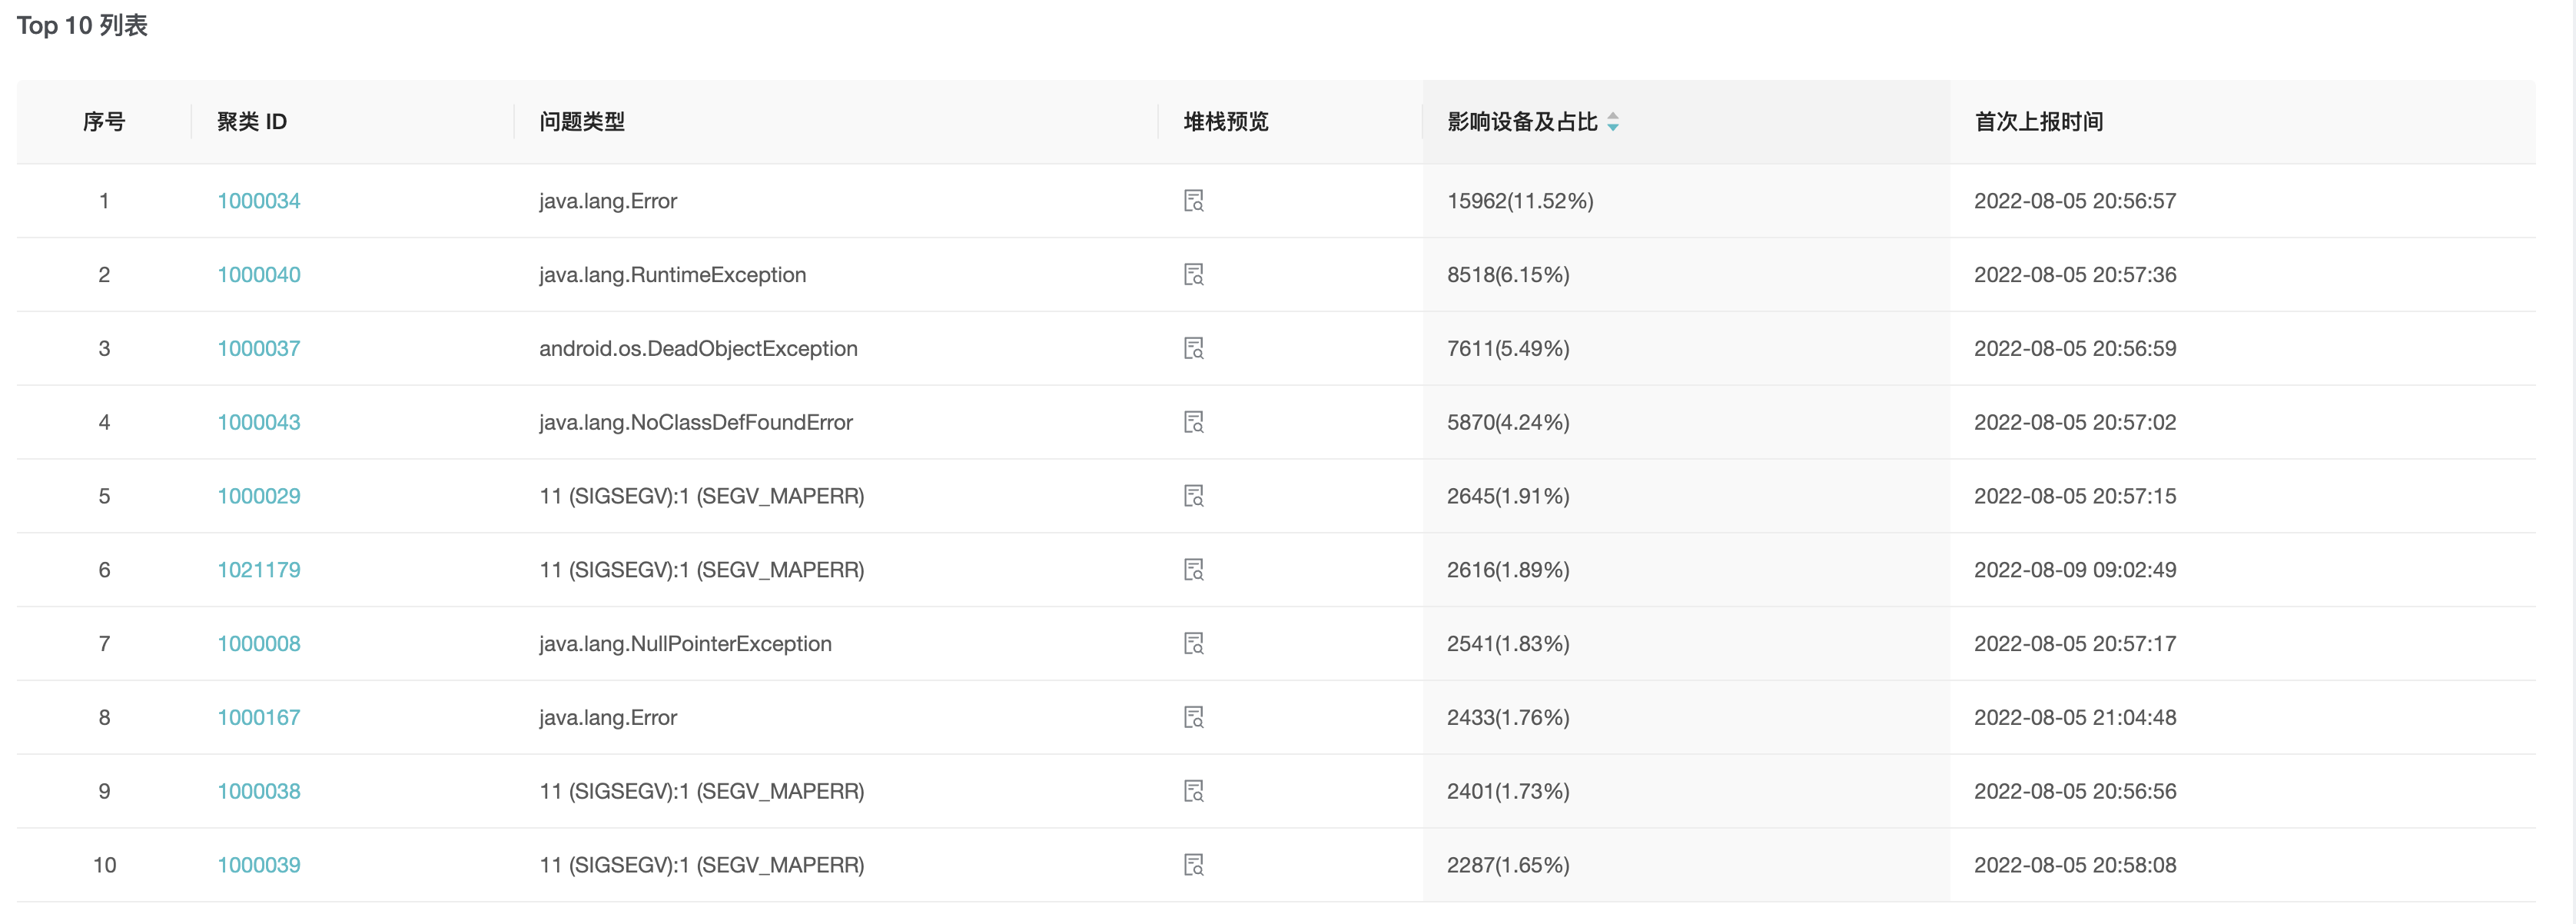 Top 10 列表
序号 聚类 ID 问题类型 堆栈预览 影响设备及占比 首次上报时间
1 1000034 java.lang.Error 15962(11.52%) 2022-08-05 20:56:57
2 1000040 java.lang.RuntimeException 8518(6.15%) 2022-08-05 20:57:36
3 1000037 android.os.DeadObjectException 7611(5.49%) 2022-08-05 20:56:59
4 1000043 java.lang.NoClassDefFoundError 5870(4.24%) 2022-08-05 20:57:02
5 1000029 11 (SIGSEGV):1 (SEGV_MAPERR) 2645(1.91%) 2022-08-05 20:57:15
6 1021179 11 (SIGSEGV):1 (SEGV_MAPERR) 2616(1.89%) 2022-08-09 09:02:49
7 1000008 java.lang.NullPointerException 2541(1.83%) 2022-08-05 20:57:17
8 1000167 java.lang.Error 2433(1.76%) 2022-08-05 21:04:48
9 1000038 11 (SIGSEGV):1 (SEGV_MAPERR) 2401(1.73%) 2022-08-05 20:56:56
10 1000039 11 (SIGSEGV):1 (SEGV_MAPERR) 2287(1.65%) 2022-08-05 20:58:08